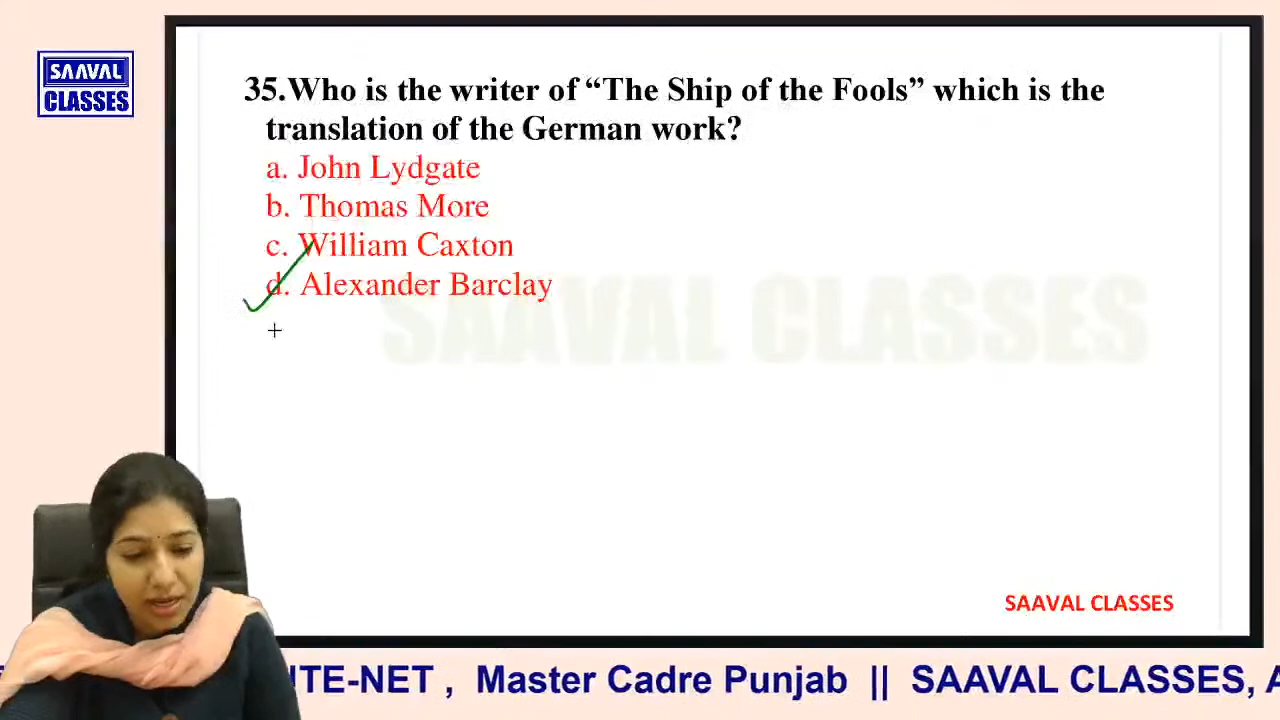 SAAVAL
CLASSES
35.Who is the writer of “The Ship of the Fools” which is the
translation of the German work?
a. John Lydgate
b. Thomas More
c. William Caxton
d. Alexander Barclay
SAAVAL CLASSES
SAAVAL CLASSES
ITE-NET , Master Cadre Punjab || SAAVAL CLASSES, A